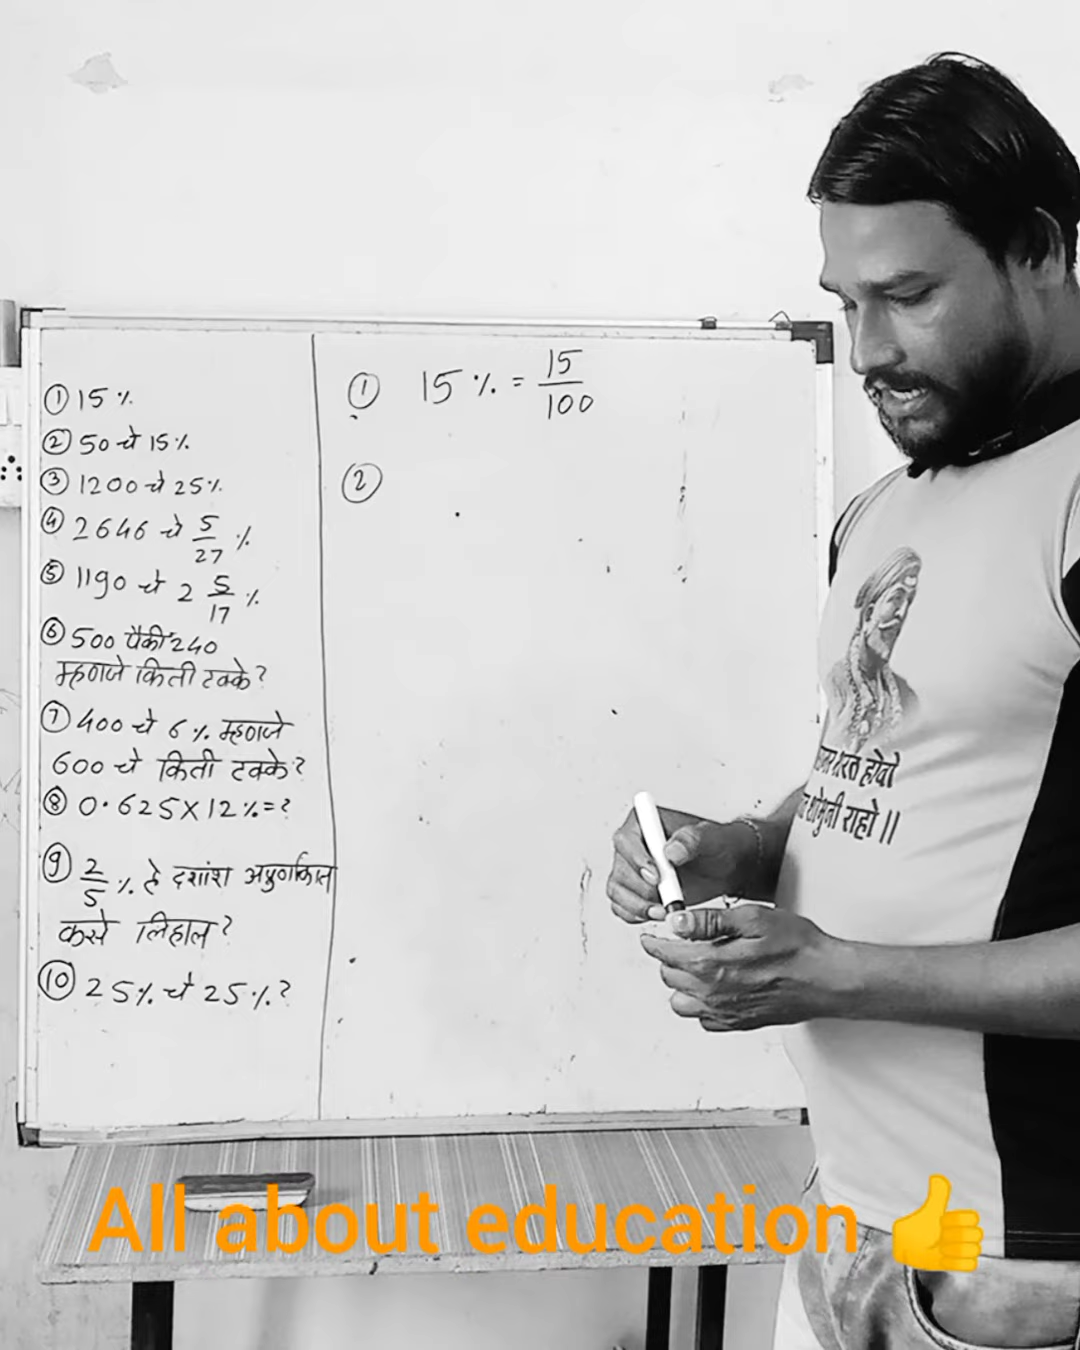 ① 15 %
② 50 चे 15 %
③ 1200 चे 25 %
④ 2646 चे 5/27 %
⑤ 1190 चे 2 5/17 %
⑥ 500 पैकी 240
म्हणजे किती टक्के?
⑦ 400 चे 6 % म्हणजे
600 चे किती टक्के?
⑧ 0.625 × 12 % = ?
⑨ 2/5 % हे दशांश अपूर्णांकात
कसे लिहाल?
⑩ 25 % चे 25 % ?
① 15 % = 15/100
②
होवो
राहो ||
All about education 👍